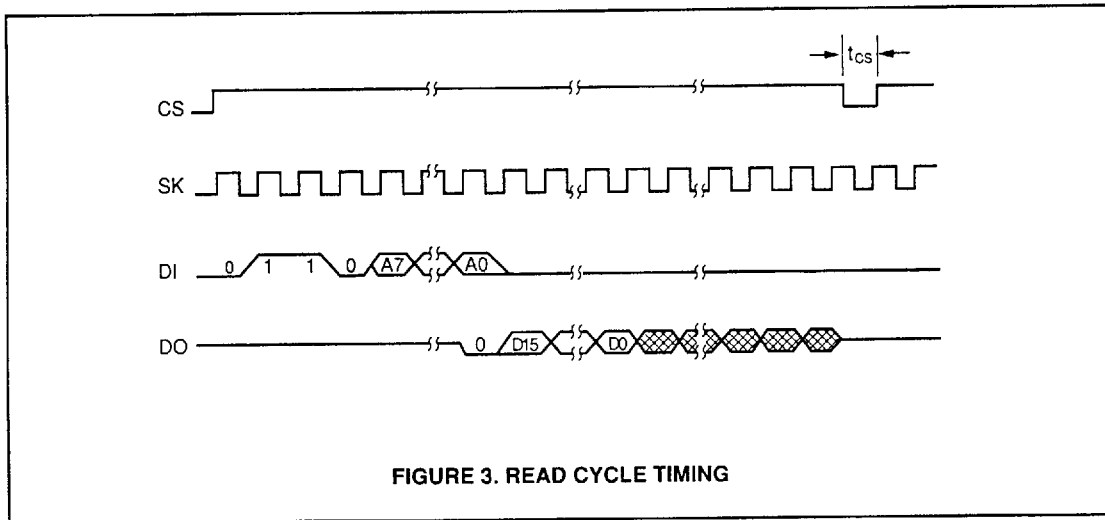 tCS
CS
SK
DI 0 1 1 0 A7 A0
DO 0 D15 D0
FIGURE 3. READ CYCLE TIMING